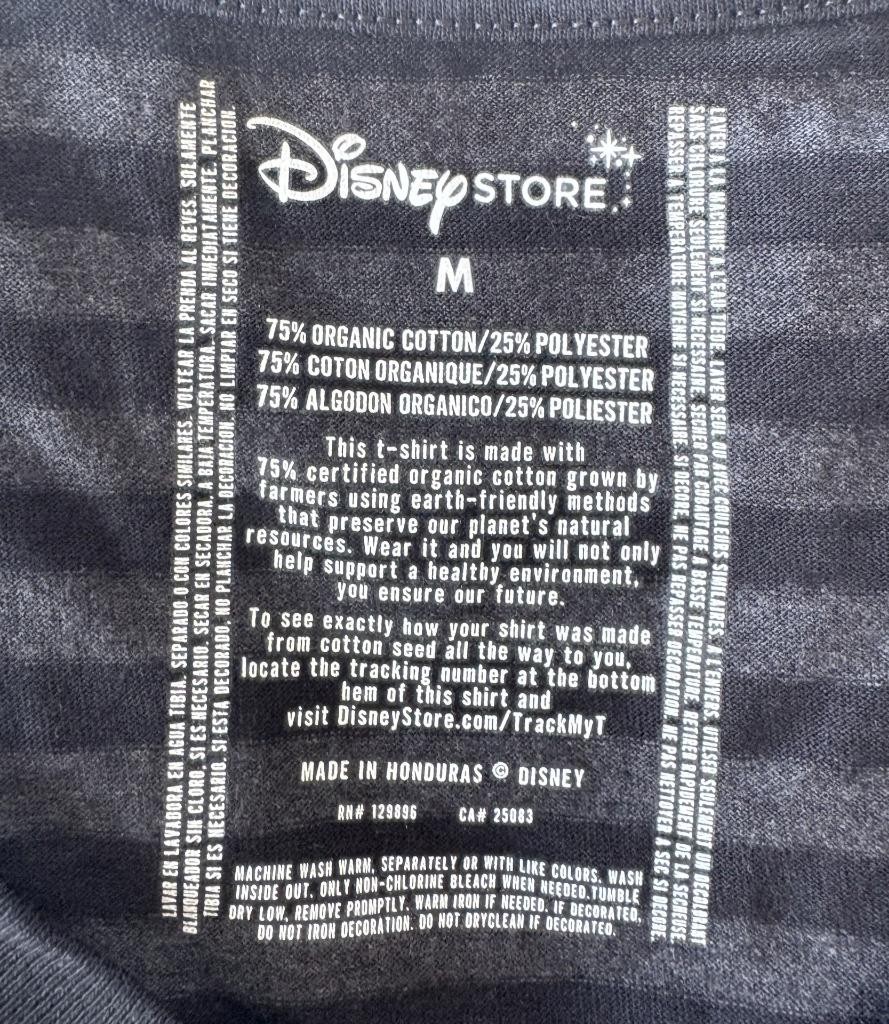 DISNEY STORE
M
75% ORGANIC COTTON/25% POLYESTER
75% COTON ORGANIQUE/25% POLYESTER
75% ALGODON ORGANICO/25% POLIESTER
This t-shirt is made with
75% certified organic cotton grown by
farmers using earth-friendly methods
that preserve our planet's natural
resources. Wear it and you will not only
help support a healthy environment,
you ensure our future.
To see exactly how your shirt was made
from cotton seed all the way to you,
locate the tracking number at the bottom
hem of this shirt and
visit DisneyStore.com/TrackMyT
MADE IN HONDURAS © DISNEY
RN# 129896 CA# 25083
MACHINE WASH WARM, SEPARATELY OR WITH LIKE COLORS. WASH
INSIDE OUT. ONLY NON-CHLORINE BLEACH WHEN NEEDED.TUMBLE
DRY LOW, REMOVE PROMPTLY. WARM IRON IF NEEDED. IF DECORATED,
DO NOT IRON DECORATION. DO NOT DRYCLEAN IF DECORATED.
LAVAR EN LAVADORA EN AGUA TIBIA, SEPARADO O CON COLORES SIMILARES. VOLTEAR LA PRENDA AL REVES. SOLAMENTE
BLANQUEADOR SIN CLORO, SI ES NECESARIO. SECAR EN SECADORA, A BAJA TEMPERATURA. SACAR INMEDIATAMENTE. PLANCHAR
TIBIA SI ES NECESARIO. SI ESTA DECORADO, NO PLANCHAR LA DECORACION. NO LIMPIAR EN SECO SI TIENE DECORACION.
LAVER A LA MACHINE A L'EAU TIEDE, LAVER SEUL OU AVEC COULEURS SIMILAIRES, A L'ENVERS. UTILISER SEULEMENT UN
SANS CHLORE SEULEMENT SI NECESSAIRE. SECHER PAR CULBUTAGE A BASSE TEMPERATURE. RETIRER RAPIDEMENT DE LA SECHEUSE.
REPASSER A TEMPERATURE MOYENNE SI NECESSAIRE. SI DECORE, NE PAS REPASSER DECORATION. NE PAS NETTOYER A SEC SI DECORE.